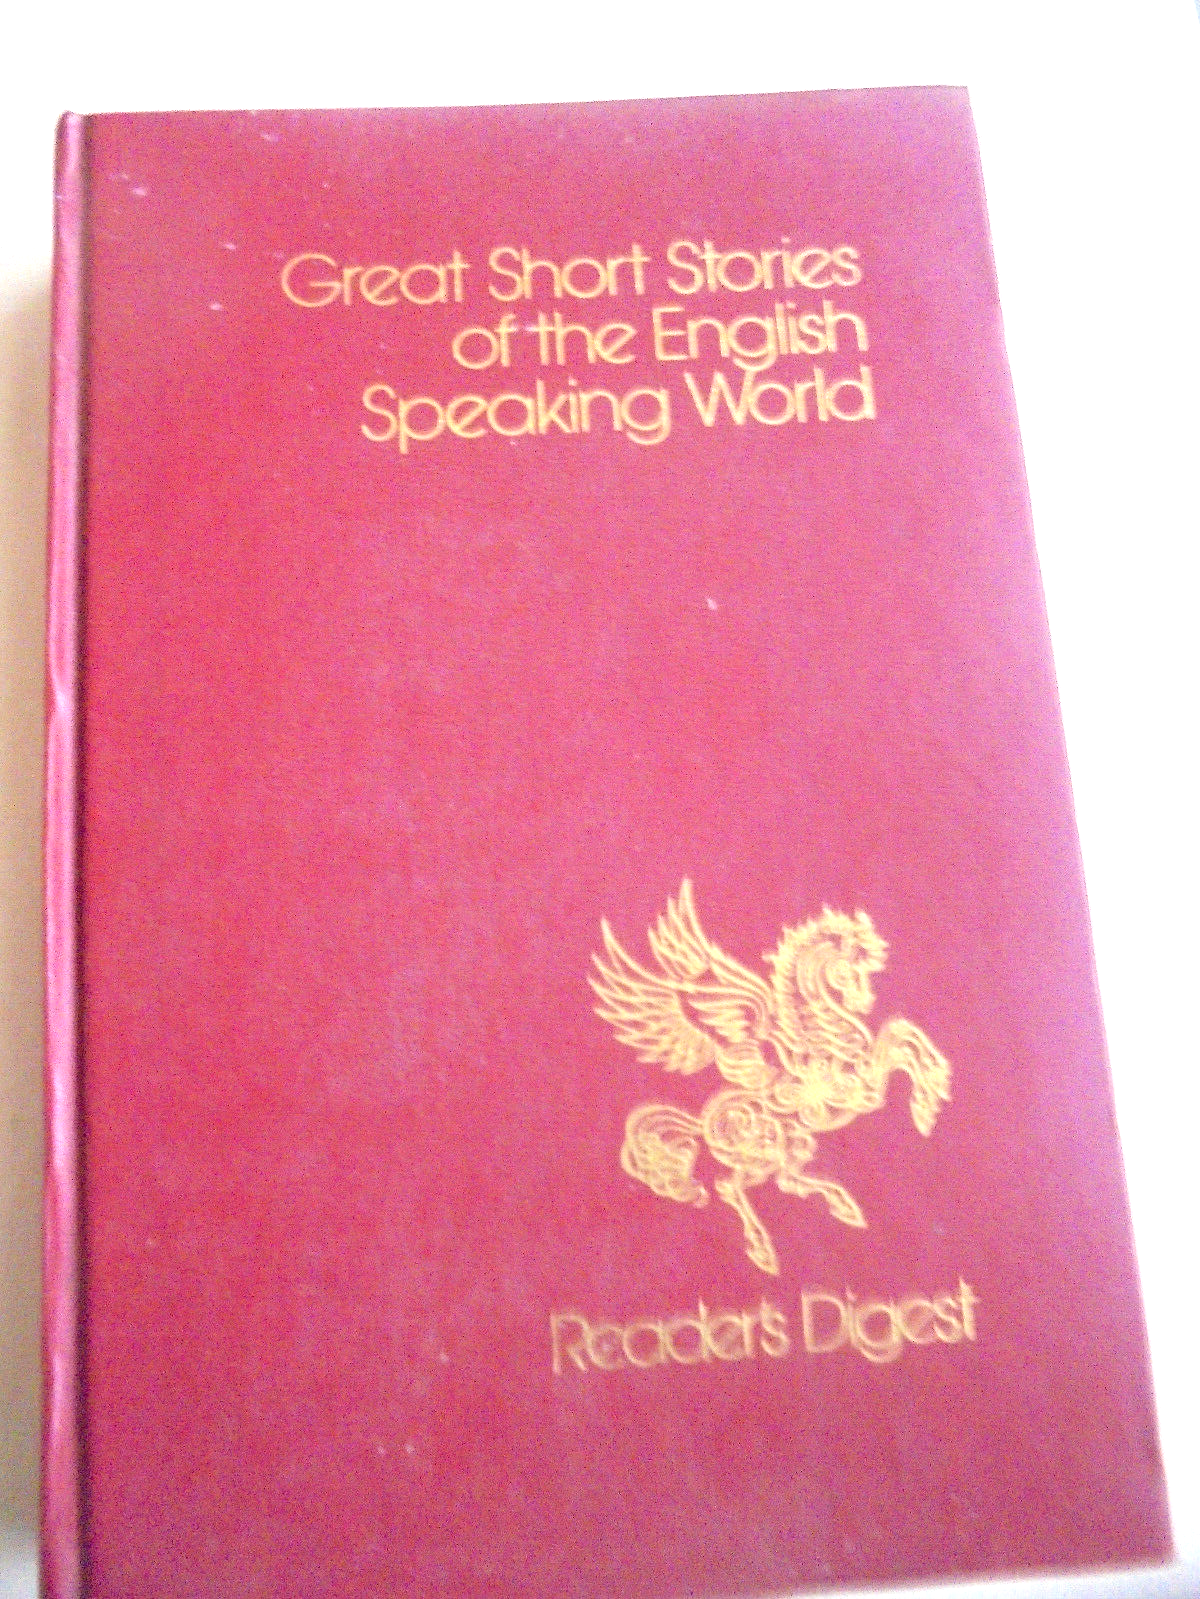 Great Short Stories
of the English
Speaking World
Reader's Digest